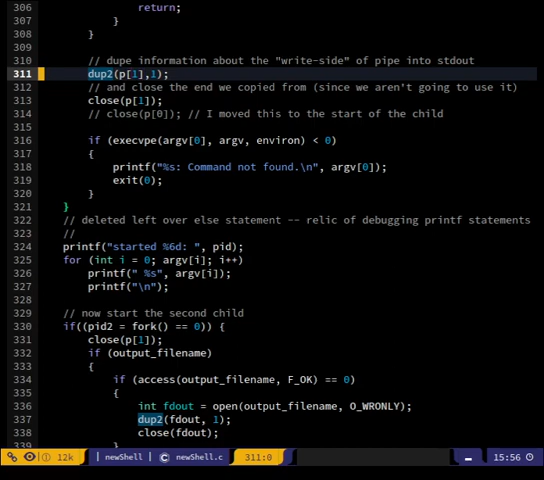 306 return;
307 }
308 }
309
310 // dupe information about the "write-side" of pipe into stdout
311 dup2(p[1],1);
312 // and close the end we copied from (since we aren't going to use it)
313 close(p[1]);
314 // close(p[0]); // I moved this to the start of the child
315
316 if (execvpe(argv[0], argv, environ) < 0)
317 {
318 printf("%s: Command not found.\n", argv[0]);
319 exit(0);
320 }
321 }
322 // deleted left over else statement -- relic of debugging printf statements
323 //
324 printf("started %6d: ", pid);
325 for (int i = 0; argv[i]; i++)
326 printf(" %s", argv[i]);
327 printf("\n");
328
329 // now start the second child
330 if((pid2 = fork() == 0)) {
331 close(p[1]);
332 if (output_filename)
333 {
334 if (access(output_filename, F_OK) == 0)
335 {
336 int fdout = open(output_filename, O_WRONLY);
337 dup2(fdout, 1);
338 close(fdout);
339 }
12k | newShell | newShell.c 311:0 15:56